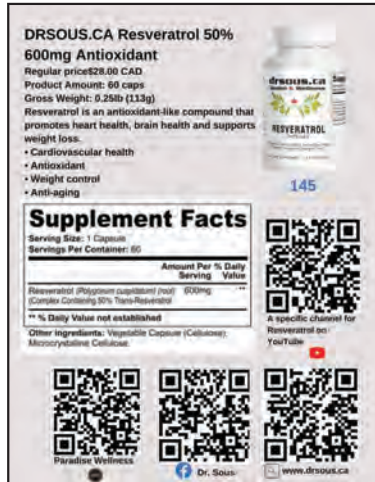 DRSOUS.CA Resveratrol 50%
600mg Antioxidant
Regular price$28.00 CAD
Product Amount: 60 caps
Gross Weight: 0.25lb (113g)
Resveratrol is an antioxidant-like compound that
promotes heart health, brain health and supports
weight loss.
• Cardiovascular health
• Antioxidant
• Weight control
• Anti-aging
drsous.ca
RESVERATROL
145
Supplement Facts
Serving Size: 1 Capsule
Servings Per Container: 60
Amount Per % Daily
Serving Value
Resveratrol (Polygonum cuspidatum) (root) 600mg **
(Complex Containing 50% Trans-Resveratrol
** % Daily Value not established
Other Ingredients: Vegetable Capsule (Cellulose),
Microcrystalline Cellulose.
A specific channel for
Resveratrol on
YouTube
Paradise Wellness
Dr. Sous
www.drsous.ca